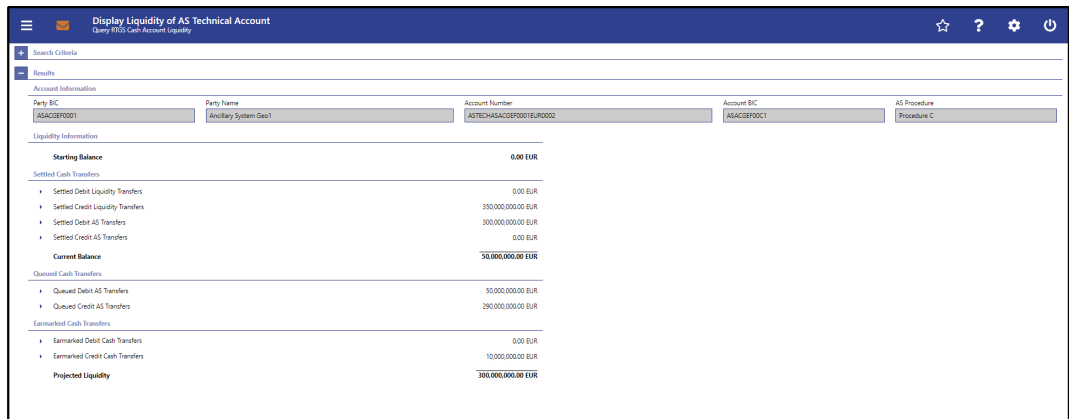 Display Liquidity of AS Technical Account
Query RTGS Cash Account Liquidity
?
+ Search Criteria
− Results
Account Information
Party BIC Party Name Account Number Account BIC AS Procedure
ASACGEF0001 Ancillary System Geo1 ASTECHASACGEF0001EUR0002 ASACGEF00C1 Procedure C
Liquidity Information
Starting Balance 0.00 EUR
Settled Cash Transfers
Settled Debit Liquidity Transfers 0.00 EUR
Settled Credit Liquidity Transfers 350,000,000.00 EUR
Settled Debit AS Transfers 300,000,000.00 EUR
Settled Credit AS Transfers 0.00 EUR
Current Balance 50,000,000.00 EUR
Queued Cash Transfers
Queued Debit AS Transfers 50,000,000.00 EUR
Queued Credit AS Transfers 290,000,000.00 EUR
Earmarked Cash Transfers
Earmarked Debit Cash Transfers 0.00 EUR
Earmarked Credit Cash Transfers 10,000,000.00 EUR
Projected Liquidity 300,000,000.00 EUR